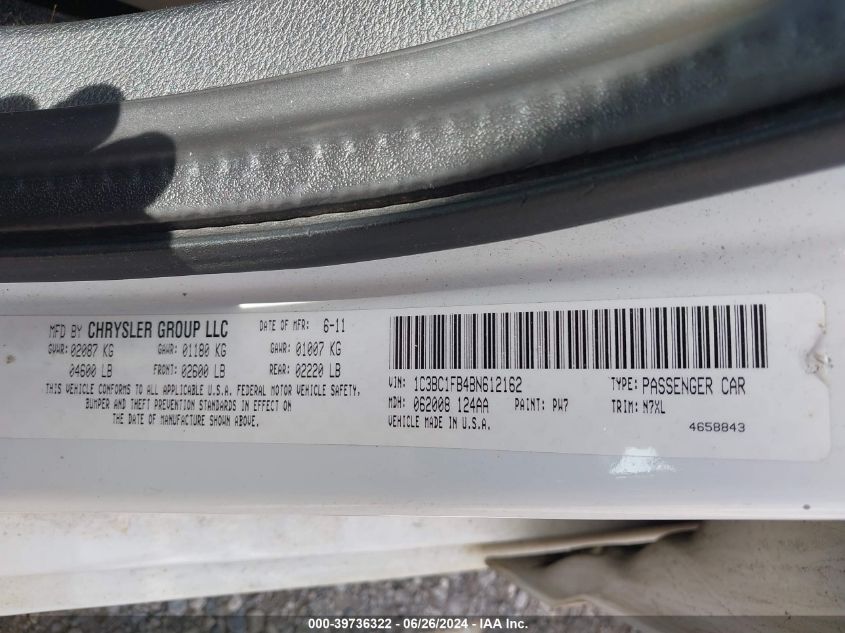 MFD BY CHRYSLER GROUP LLC DATE OF MFR: 6-11
GVWR: 02087 KG GAWR: 01180 KG GAWR: 01007 KG
04600 LB FRONT: 02600 LB REAR: 02220 LB
THIS VEHICLE CONFORMS TO ALL APPLICABLE U.S.A. FEDERAL MOTOR VEHICLE SAFETY,
BUMPER AND THEFT PREVENTION STANDARDS IN EFFECT ON
THE DATE OF MANUFACTURE SHOWN ABOVE.
VIN: 1C3BC1FB4BN612162 TYPE: PASSENGER CAR
MDH: 062008 124AA PAINT: PW7 TRIM: N7XL
VEHICLE MADE IN U.S.A. 4658843
000-39736322 | 06/26/2024 | IAA Inc.